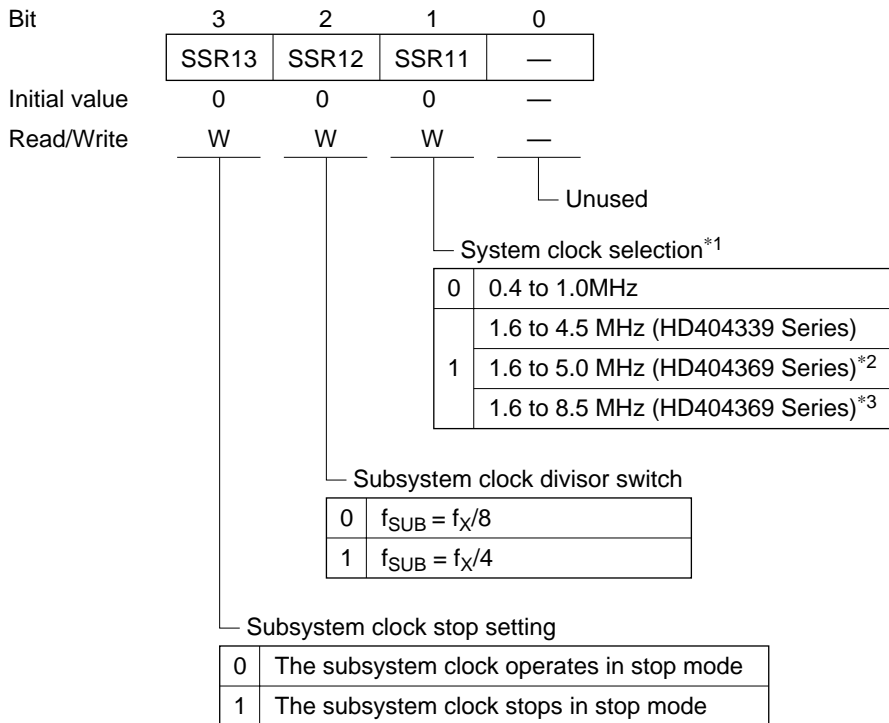 Bit 3 2 1 0
SSR13 SSR12 SSR11 —
Initial value 0 0 0 —
Read/Write W W W —
Unused
System clock selection*1
0 0.4 to 1.0MHz
1.6 to 4.5 MHz (HD404339 Series)
1 1.6 to 5.0 MHz (HD404369 Series)*2
1.6 to 8.5 MHz (HD404369 Series)*3
Subsystem clock divisor switch
0 fSUB = fX/8
1 fSUB = fX/4
Subsystem clock stop setting
0 The subsystem clock operates in stop mode
1 The subsystem clock stops in stop mode